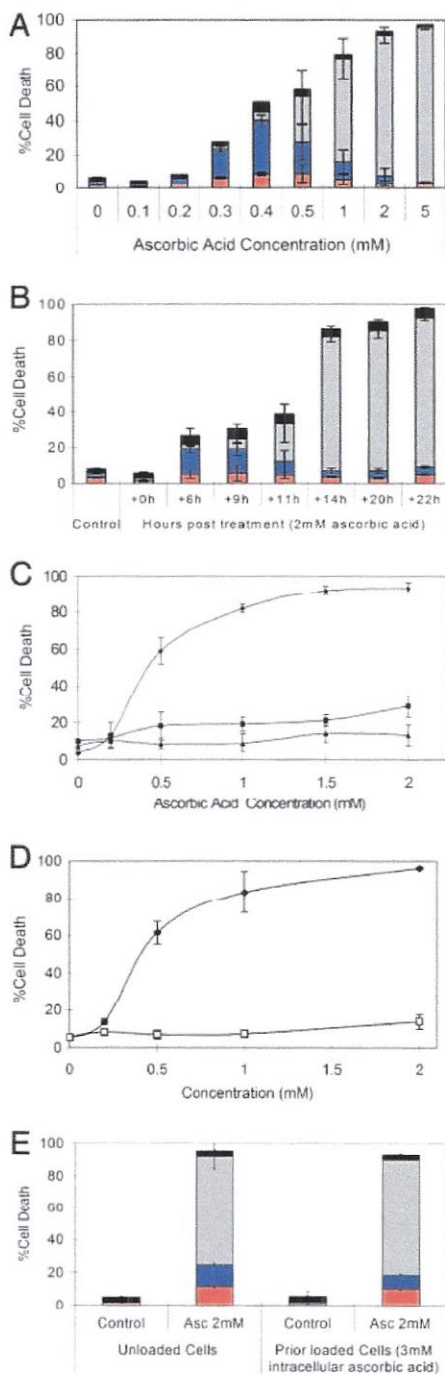 A
%Cell Death
100
80
60
40
20
0
0 0.1 0.2 0.3 0.4 0.5 1 2 5
Ascorbic Acid Concentration (mM)
B
%Cell Death
100
80
60
40
20
0
+0h +6h +9h +11h +14h +20h +22h
Control Hours post treatment (2mM ascorbic acid)
C
%Cell Death
100
80
60
40
20
0
0 0.5 1 1.5 2
Ascorbic Acid Concentration (mM)
D
%Cell Death
100
80
60
40
20
0
0 0.5 1 1.5 2
Concentration (mM)
E
%Cell Death
100
80
60
40
20
0
Control Asc 2mM Control Asc 2mM
Unloaded Cells Prior loaded Cells (3mM
intracellular ascorbic acid)